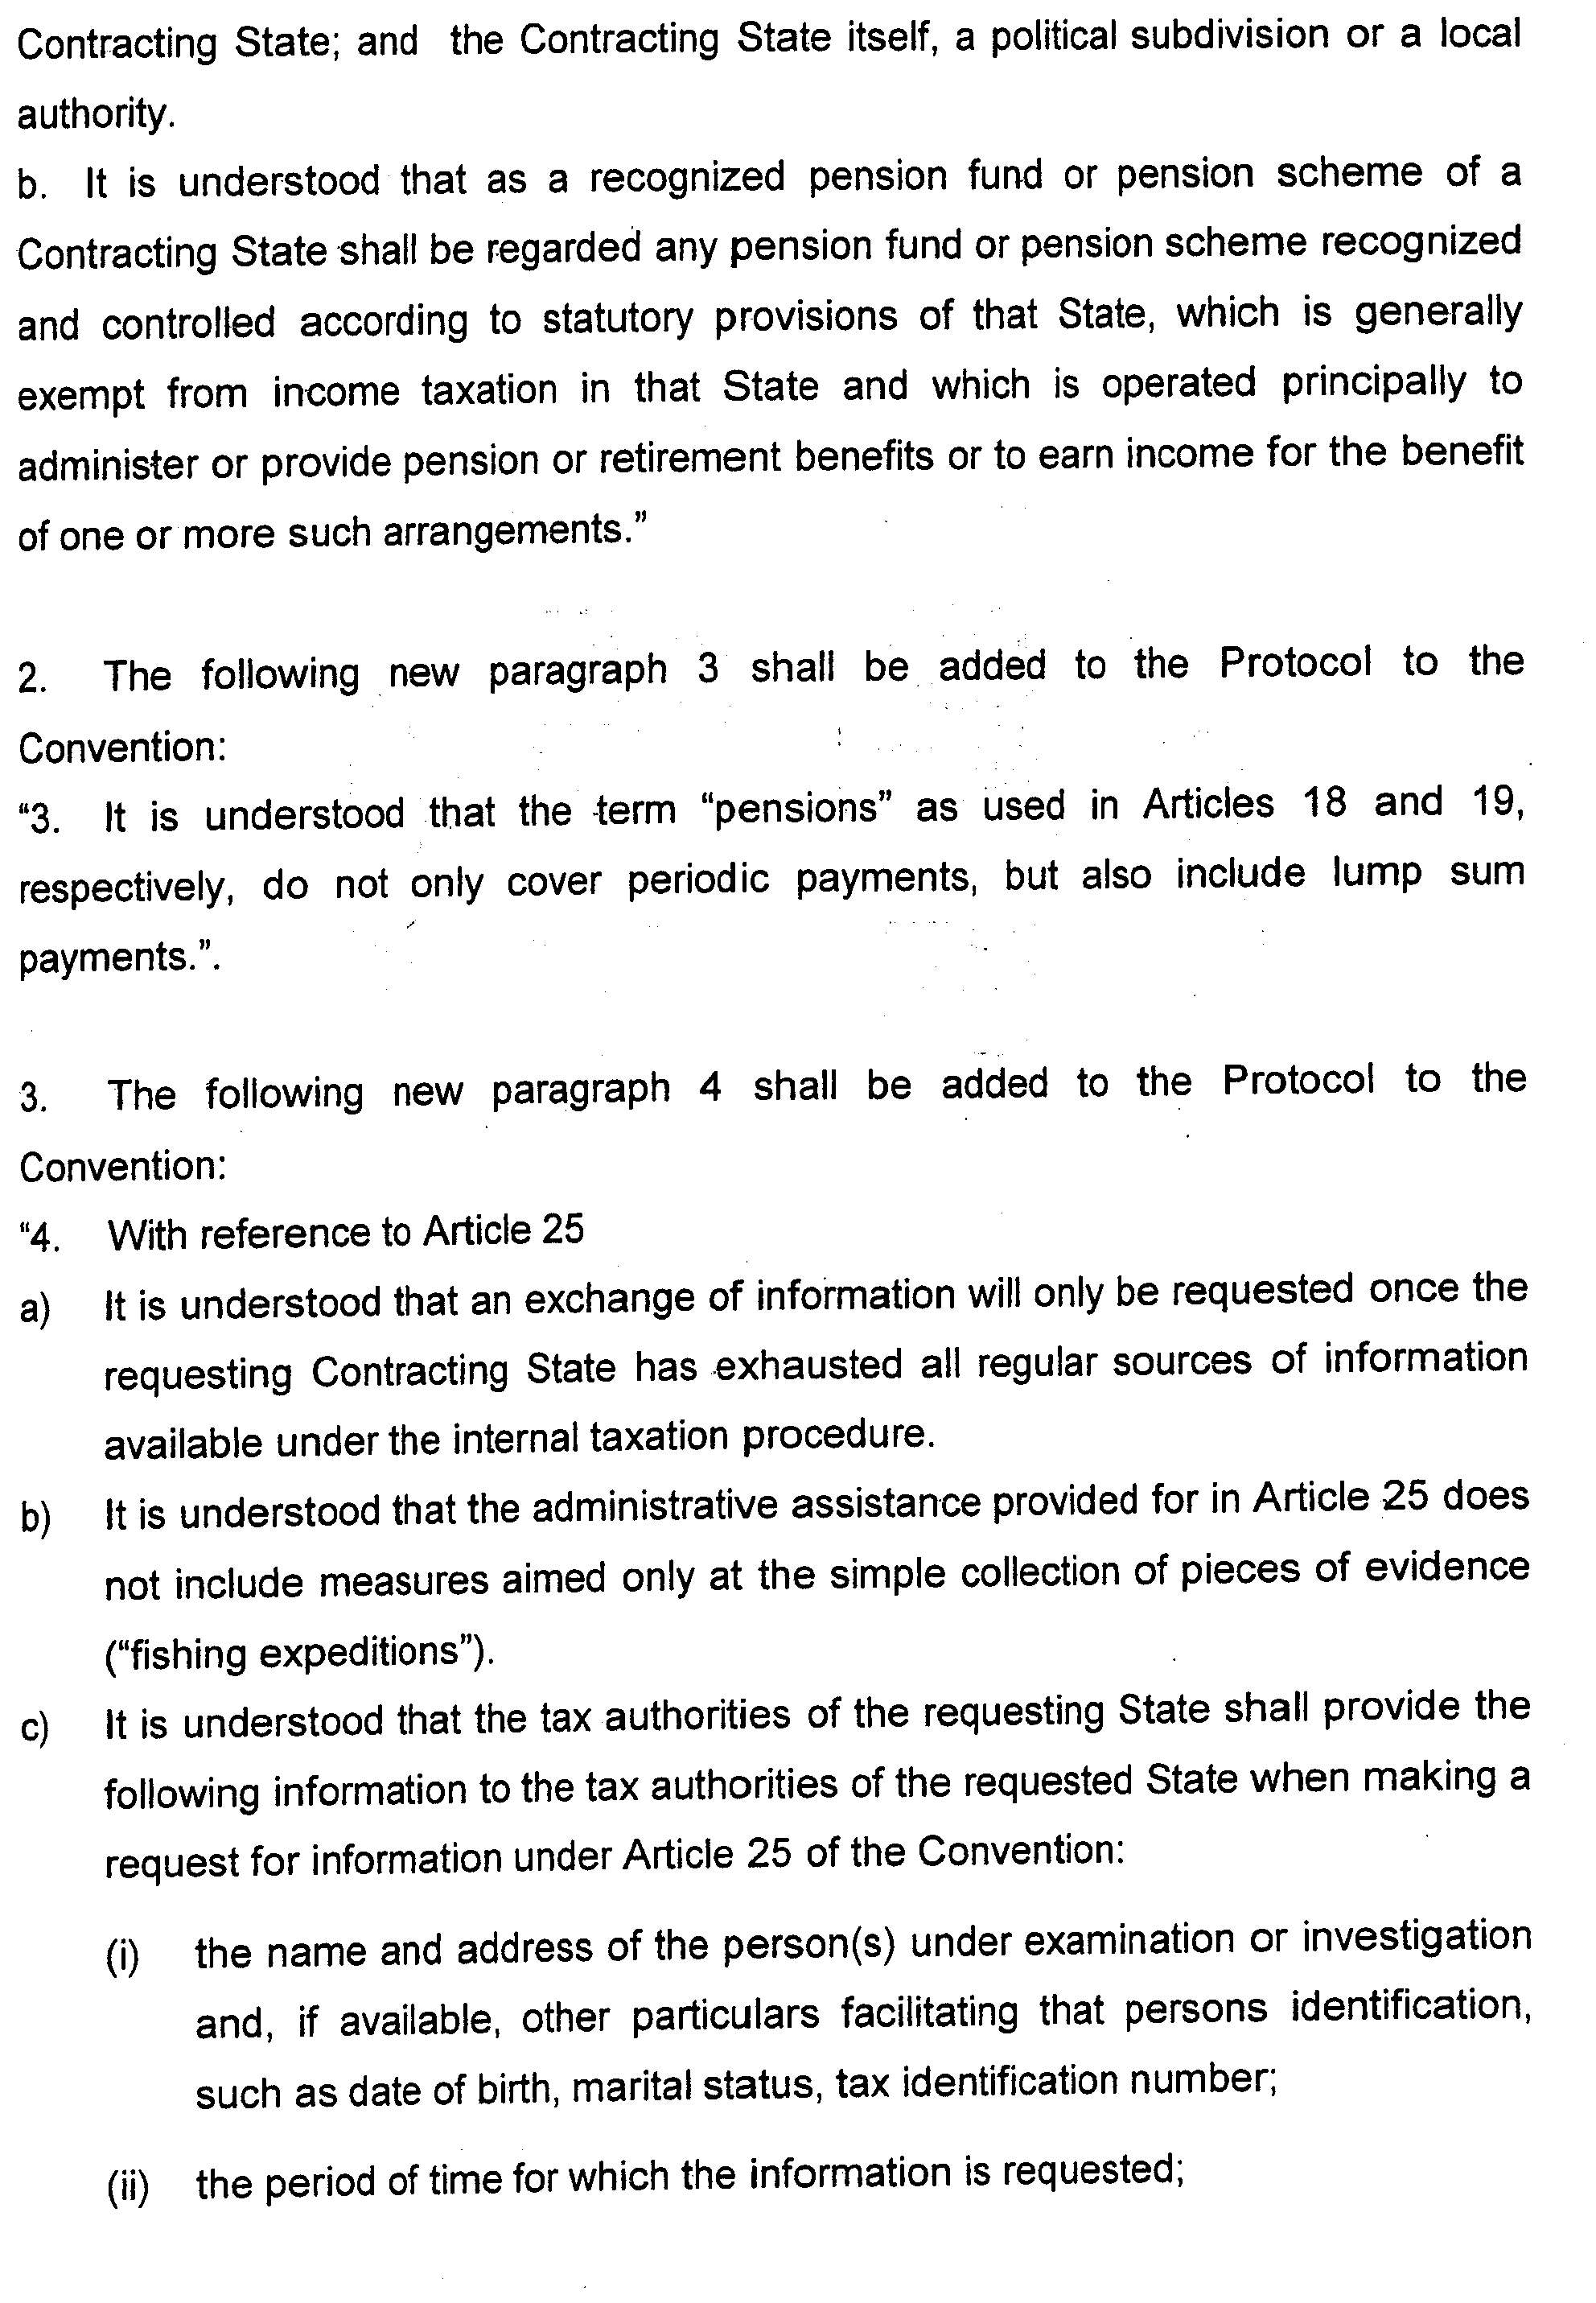 Contracting State; and the Contracting State itself, a political subdivision or a local
authority.
b. It is understood that as a recognized pension fund or pension scheme of a
Contracting State shall be regarded any pension fund or pension scheme recognized
and controlled according to statutory provisions of that State, which is generally
exempt from income taxation in that State and which is operated principally to
administer or provide pension or retirement benefits or to earn income for the benefit
of one or more such arrangements.”
2. The following new paragraph 3 shall be added to the Protocol to the
Convention:
“3. It is understood that the term “pensions” as used in Articles 18 and 19,
respectively, do not only cover periodic payments, but also include lump sum
payments.”.
3. The following new paragraph 4 shall be added to the Protocol to the
Convention:
“4. With reference to Article 25
a) It is understood that an exchange of information will only be requested once the
requesting Contracting State has exhausted all regular sources of information
available under the internal taxation procedure.
b) It is understood that the administrative assistance provided for in Article 25 does
not include measures aimed only at the simple collection of pieces of evidence
(“fishing expeditions”).
c) It is understood that the tax authorities of the requesting State shall provide the
following information to the tax authorities of the requested State when making a
request for information under Article 25 of the Convention:
(i) the name and address of the person(s) under examination or investigation
and, if available, other particulars facilitating that persons identification,
such as date of birth, marital status, tax identification number;
(ii) the period of time for which the information is requested;